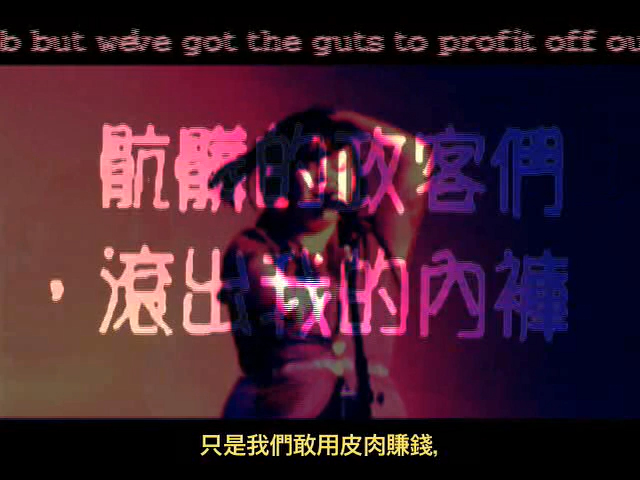 b but we've got the guts to profit off ou
骯髒的政客們
，滾出我的內褲
只是我們敢用皮肉賺錢,